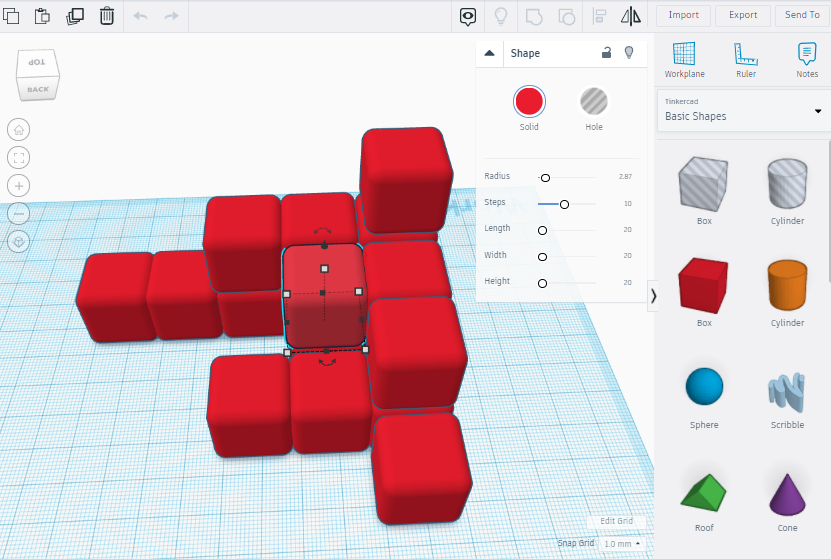 Import
Export
Send To
TOP
BACK
Shape
Solid
Hole
Radius
2.87
Steps
10
Length
20
Width
20
Height
20
Workplane
Ruler
Notes
Tinkercad
Basic Shapes
Box
Cylinder
Box
Cylinder
Sphere
Scribble
Roof
Cone
Edit Grid
Snap Grid
1.0 mm